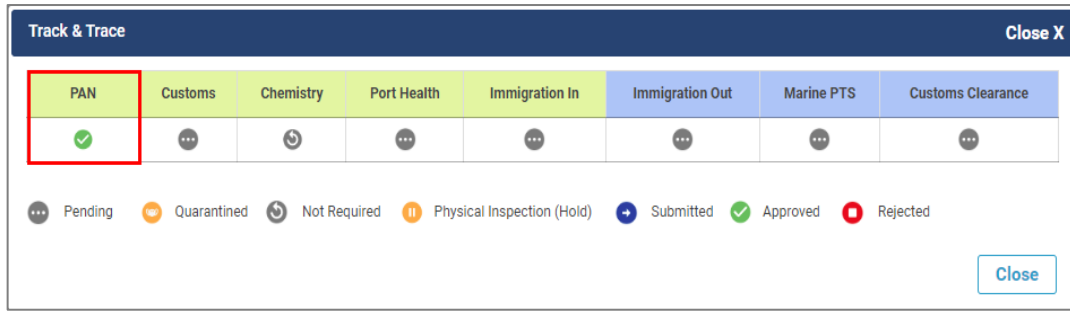 Track & Trace Close X
PAN Customs Chemistry Port Health Immigration In Immigration Out Marine PTS Customs Clearance
Pending Quarantined Not Required Physical Inspection (Hold) Submitted Approved Rejected
Close